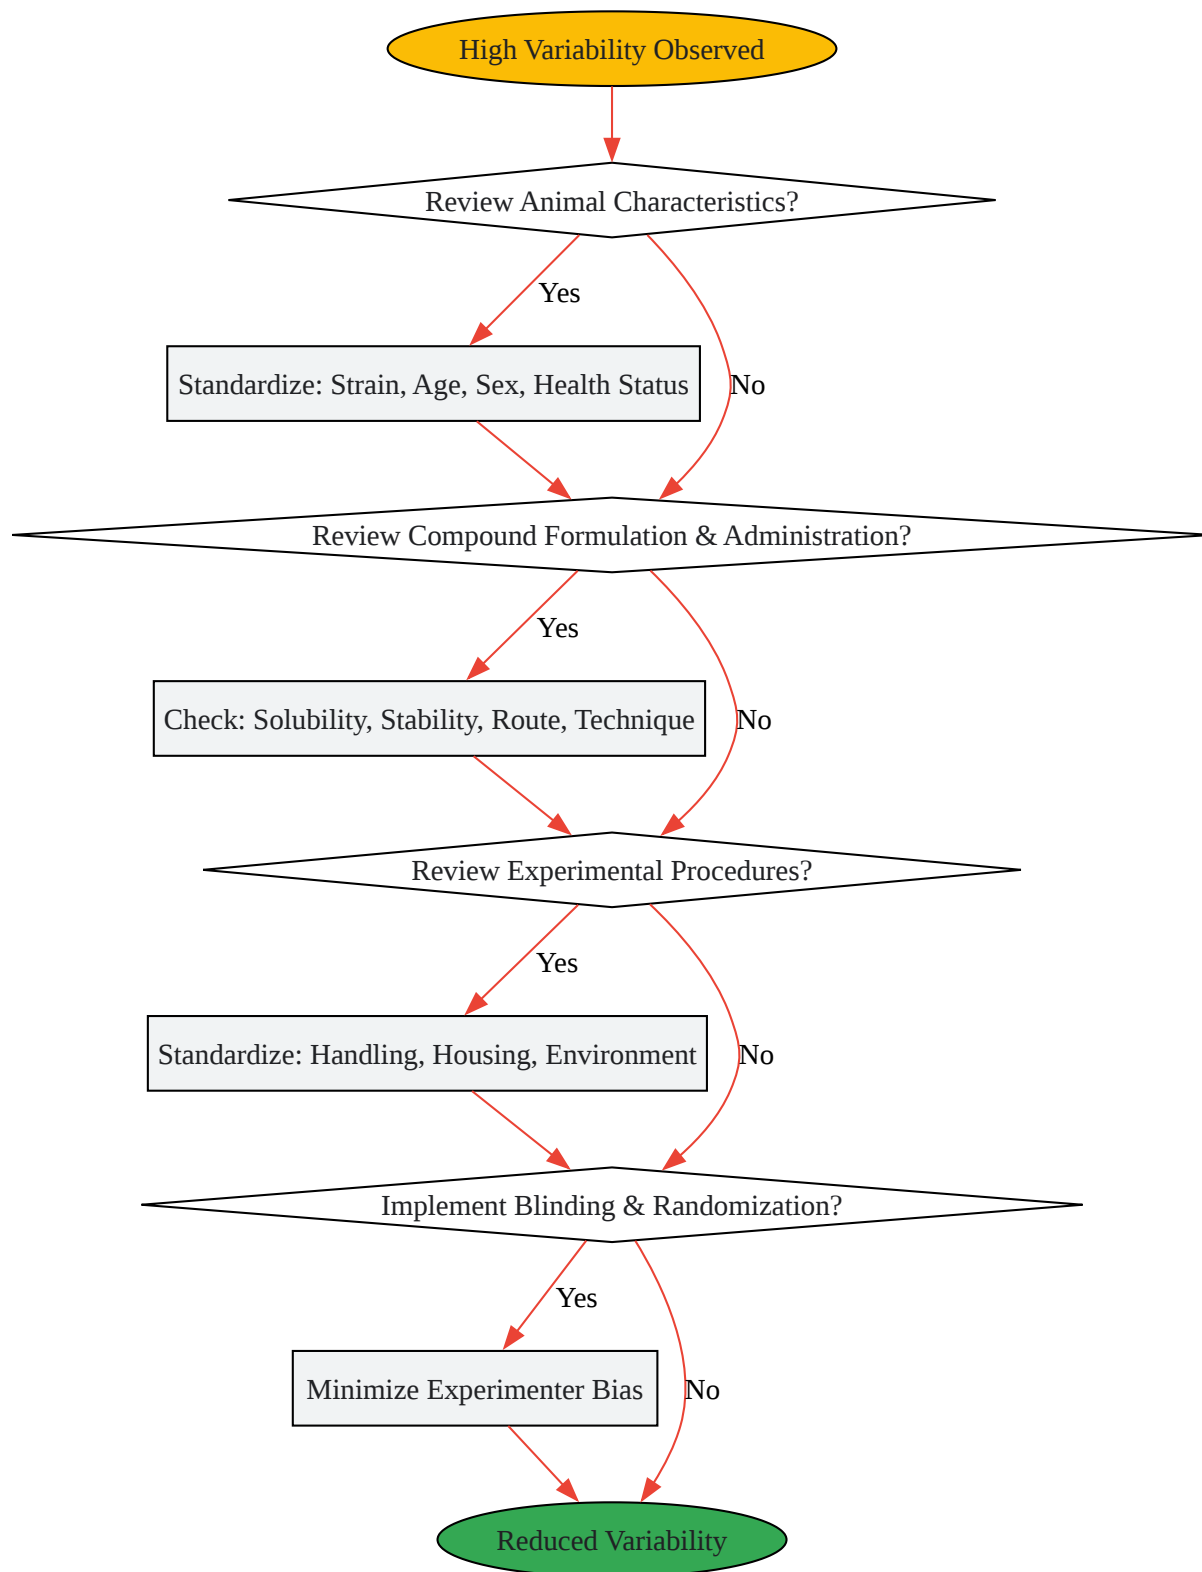 High Variability Observed
Review Animal Characteristics?
Yes
Standardize: Strain, Age, Sex, Health Status
No
Review Compound Formulation & Administration?
Yes
Check: Solubility, Stability, Route, Technique
No
Review Experimental Procedures?
Yes
Standardize: Handling, Housing, Environment
No
Implement Blinding & Randomization?
Yes
Minimize Experimenter Bias
No
Reduced Variability